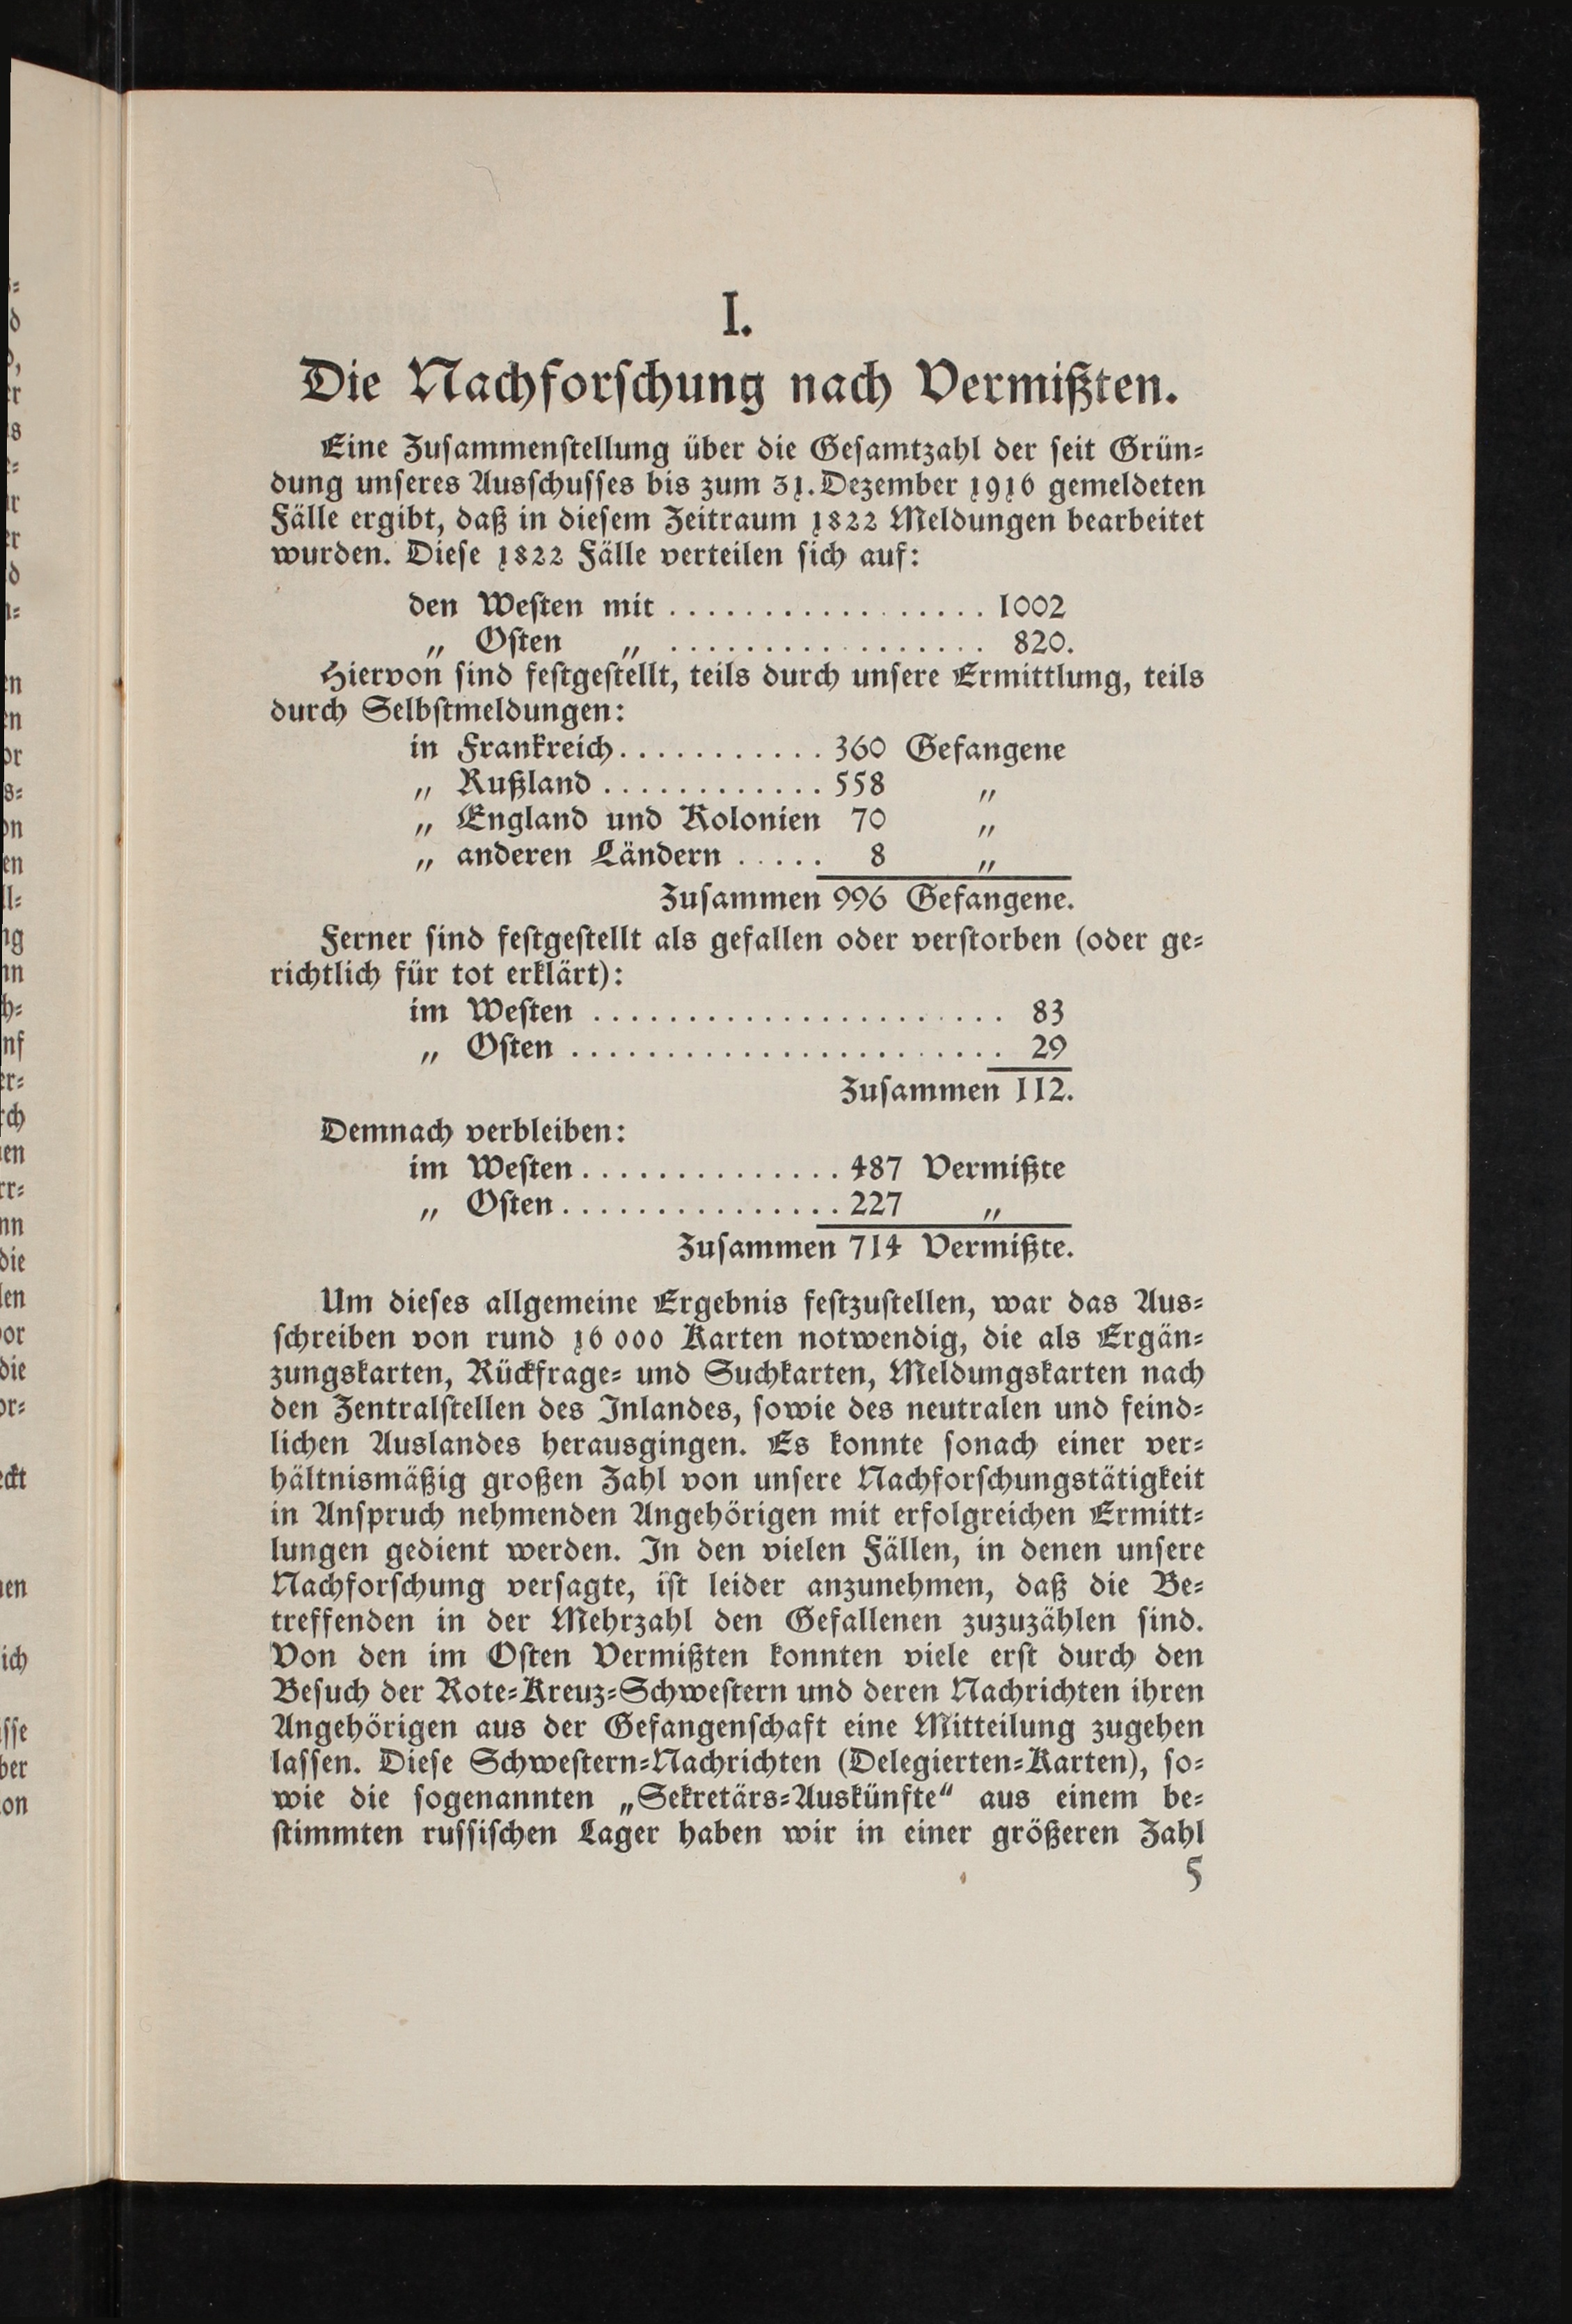 I.
Die Nachforschung nach Vermißten.
Eine Zusammenstellung über die Gesamtzahl der seit Grün-
dung unseres Ausschusses bis zum 31. Dezember 1916 gemeldeten
Fälle ergibt, daß in diesem Zeitraum 1822 Meldungen bearbeitet
wurden. Diese 1822 Fälle verteilen sich auf:
den Westen mit . . . . . . . . . . . . . . . . . 1002
„ Osten „ . . . . . . . . . . . . . . . . . 820.
Hiervon sind festgestellt, teils durch unsere Ermittlung, teils
durch Selbstmeldungen:
in Frankreich . . . . . . . . . . . 360 Gefangene
„ Rußland . . . . . . . . . . . . 558 „
„ England und Kolonien 70 „
„ anderen Ländern . . . . . 8 „
Zusammen 996 Gefangene.
Ferner sind festgestellt als gefallen oder verstorben (oder ge-
richtlich für tot erklärt):
im Westen . . . . . . . . . . . . . . . . . . . . . . 83
„ Osten . . . . . . . . . . . . . . . . . . . . . . . 29
Zusammen 112.
Demnach verbleiben:
im Westen . . . . . . . . . . . . . . 487 Vermißte
„ Osten . . . . . . . . . . . . . . . 227 „
Zusammen 714 Vermißte.
Um dieses allgemeine Ergebnis festzustellen, war das Aus-
schreiben von rund 16 000 Karten notwendig, die als Ergän-
zungskarten, Rückfrage- und Suchkarten, Meldungskarten nach
den Zentralstellen des Inlandes, sowie des neutralen und feind-
lichen Auslandes herausgingen. Es konnte sonach einer ver-
hältnismäßig großen Zahl von unsere Nachforschungstätigkeit
in Anspruch nehmenden Angehörigen mit erfolgreichen Ermitt-
lungen gedient werden. In den vielen Fällen, in denen unsere
Nachforschung versagte, ist leider anzunehmen, daß die Be-
treffenden in der Mehrzahl den Gefallenen zuzuzählen sind.
Von den im Osten Vermißten konnten viele erst durch den
Besuch der Rote-Kreuz-Schwestern und deren Nachrichten ihren
Angehörigen aus der Gefangenschaft eine Mitteilung zugehen
lassen. Diese Schwestern-Nachrichten (Delegierten-Karten), so-
wie die sogenannten „Sekretärs-Auskünfte“ aus einem be-
stimmten russischen Lager haben wir in einer größeren Zahl
5